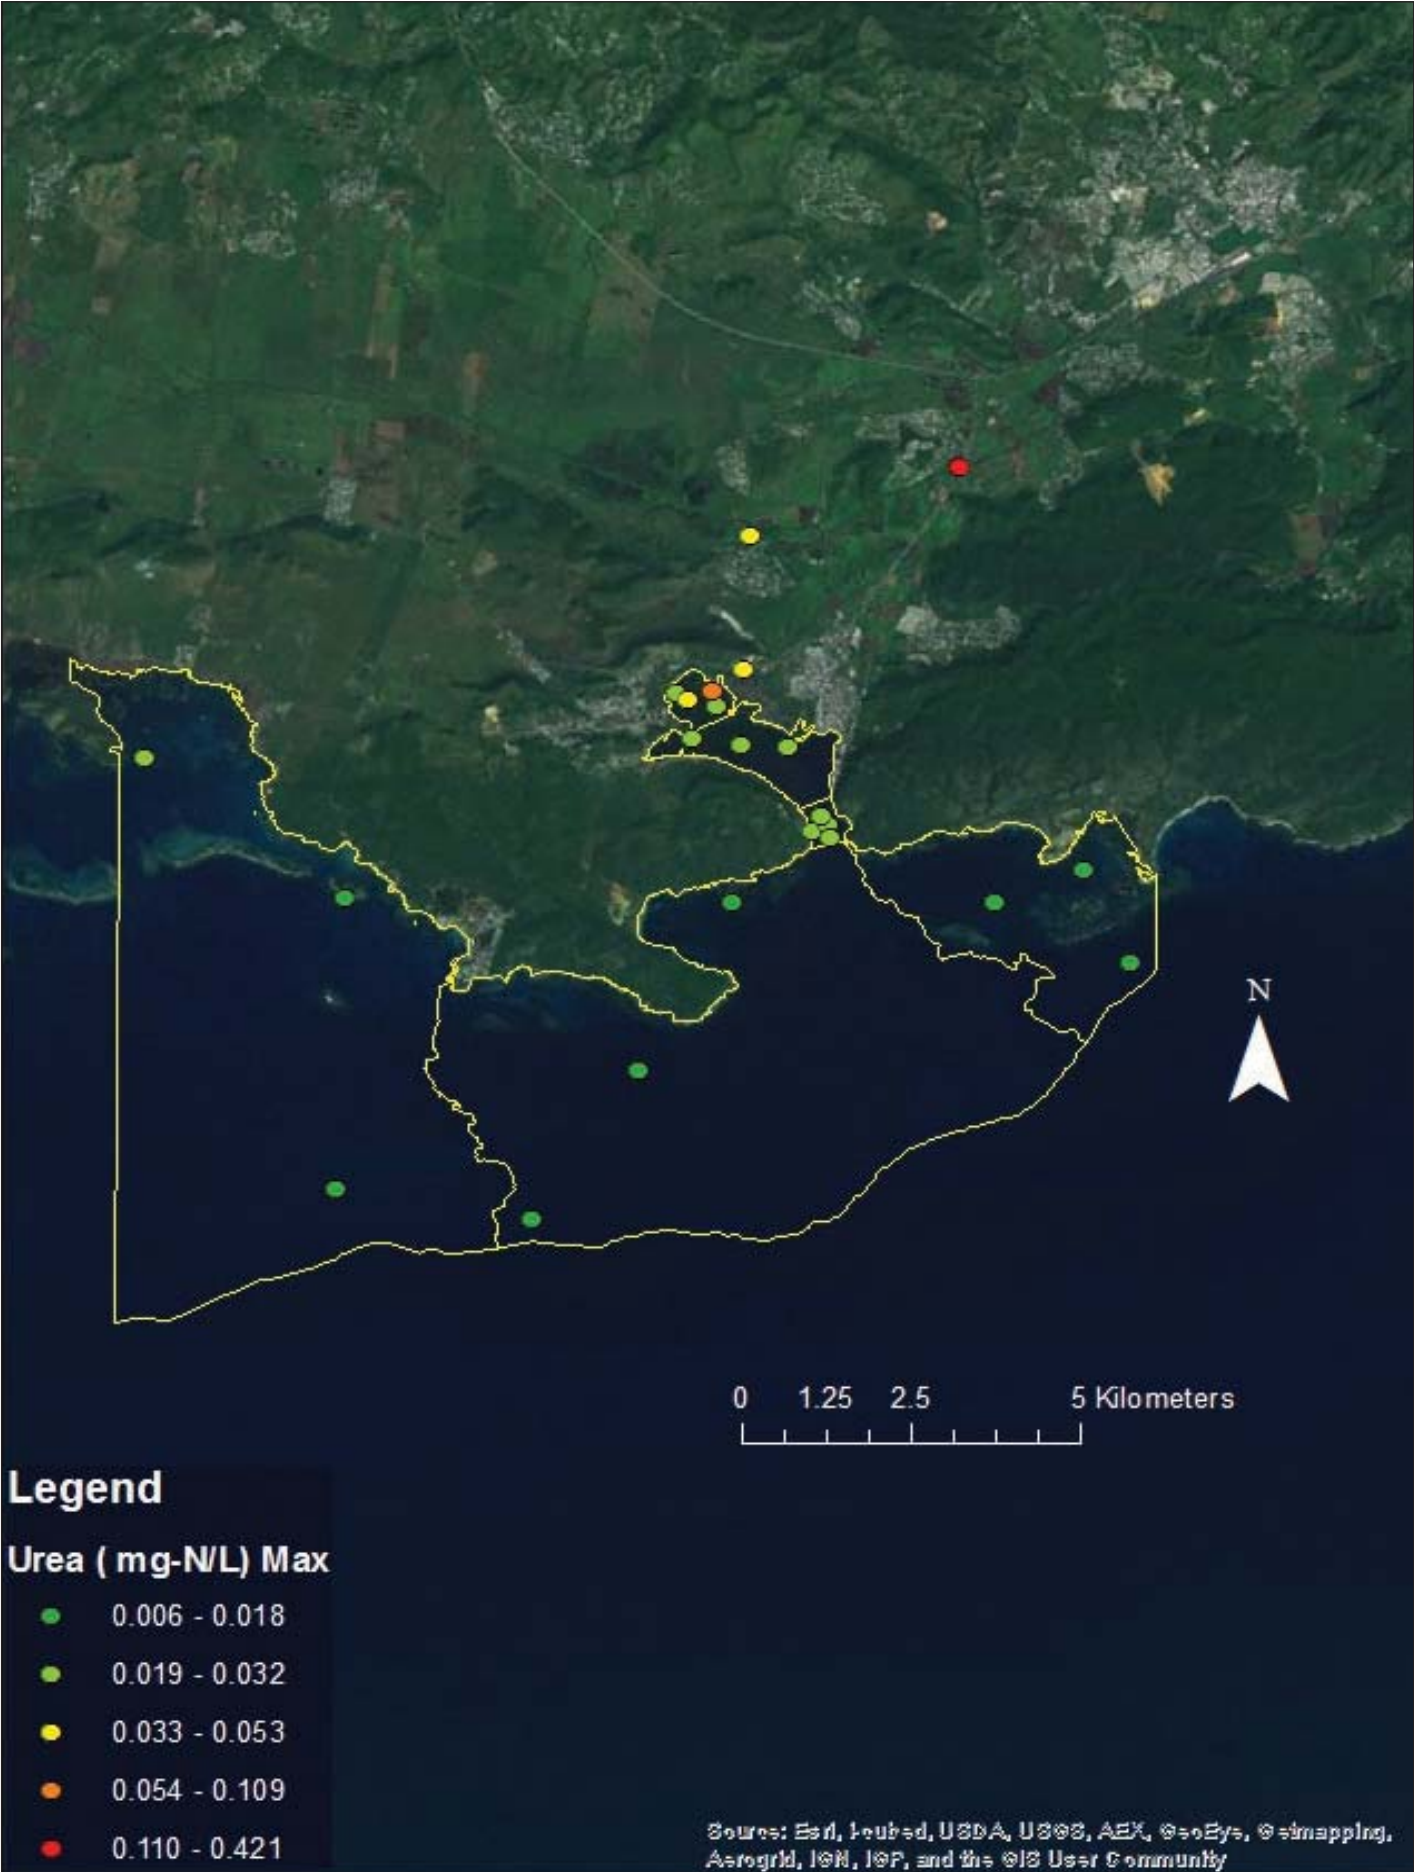 N
0 1.25 2.5 5 Kilometers
Legend
Urea ( mg-N/L) Max
0.006 - 0.018
0.019 - 0.032
0.033 - 0.053
0.054 - 0.109
0.110 - 0.421
Source: Esri, i-cubed, USDA, USGS, AEX, GeoEye, Getmapping,
Aerogrid, IGN, IGP, and the GIS User Community